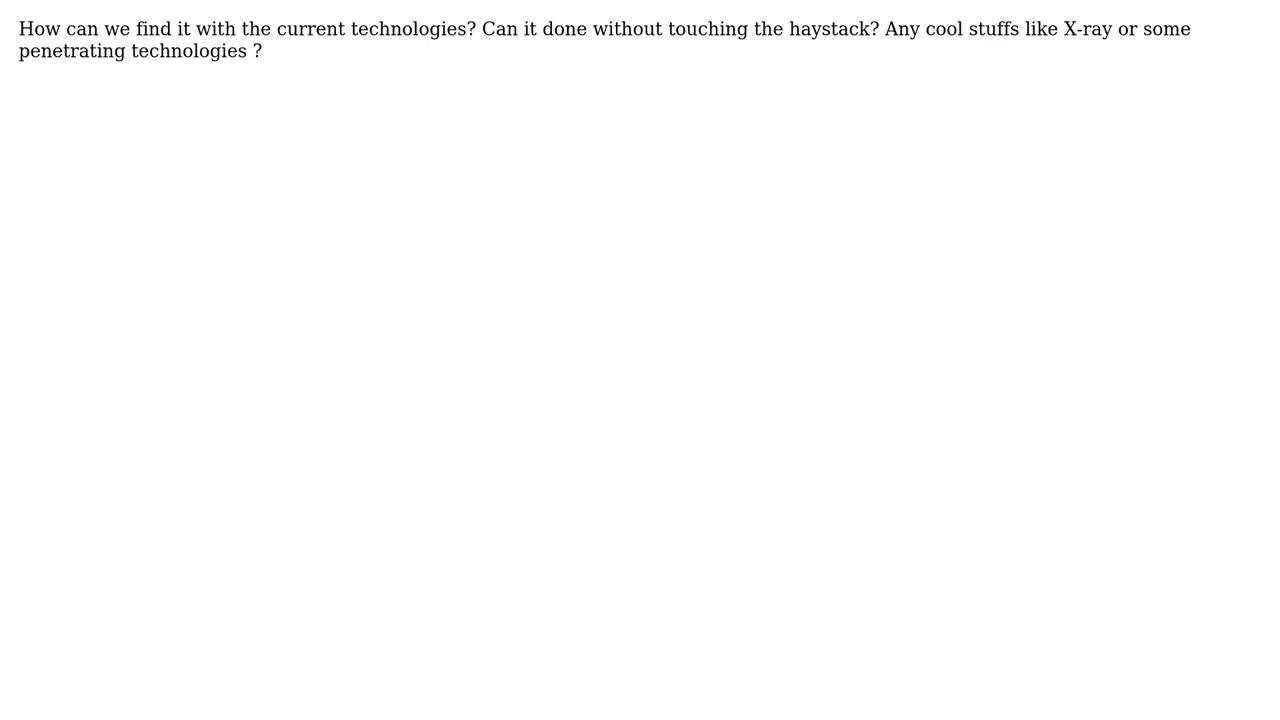 How can we find it with the current technologies? Can it done without touching the haystack? Any cool stuffs like X-ray or some
penetrating technologies ?